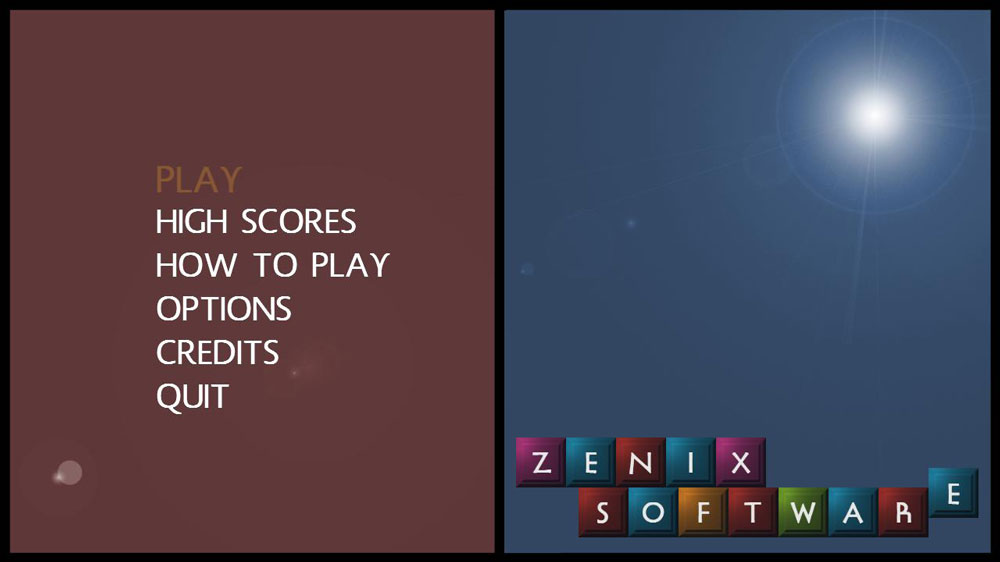 PLAY
HIGH SCORES
HOW TO PLAY
OPTIONS
CREDITS
QUIT
ZENIX
SOFTWARE